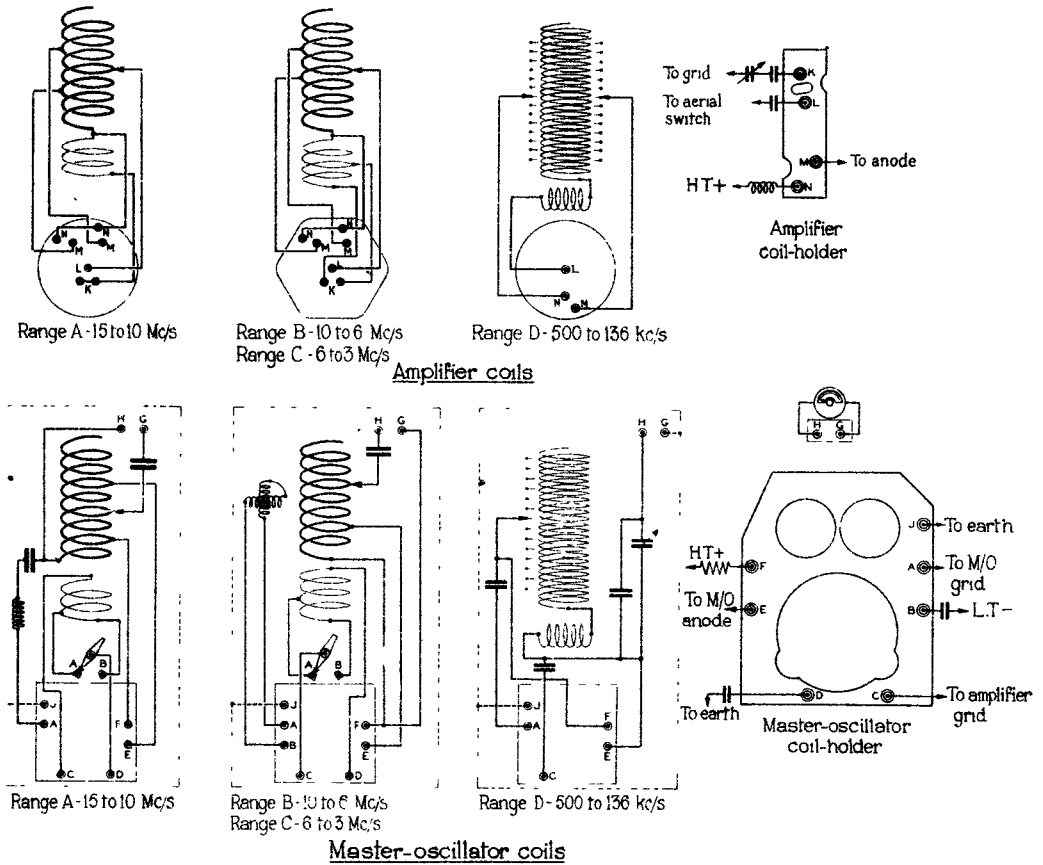 To grid
K
To aerial
switch
L
M
To anode
HT+
N
Amplifier
coil-holder
N
N
M
M
L
K
Range A-15 to 10 Mc/s
N
N
M
M
L
K
Range B-10 to 6 Mc/s
Range C-6 to 3 Mc/s
L
N
M
Range D-500 to 136 kc/s
Amplifier coils
H
G
A
B
J
A
F
E
C
D
Range A-15 to 10 Mc/s
H
G
A
B
J
A
F
B
E
C
D
Range B-10 to 6 Mc/s
Range C-6 to 3 Mc/s
H
G
J
A
F
E
C
Range D-500 to 136 kc/s
H
G
J
To earth
HT+
F
A
To M/O
grid
To M/O
anode
E
B
L.T-
To earth
D
C
To amplifier
grid
Master-oscillator
coil-holder
Master-oscillator coils